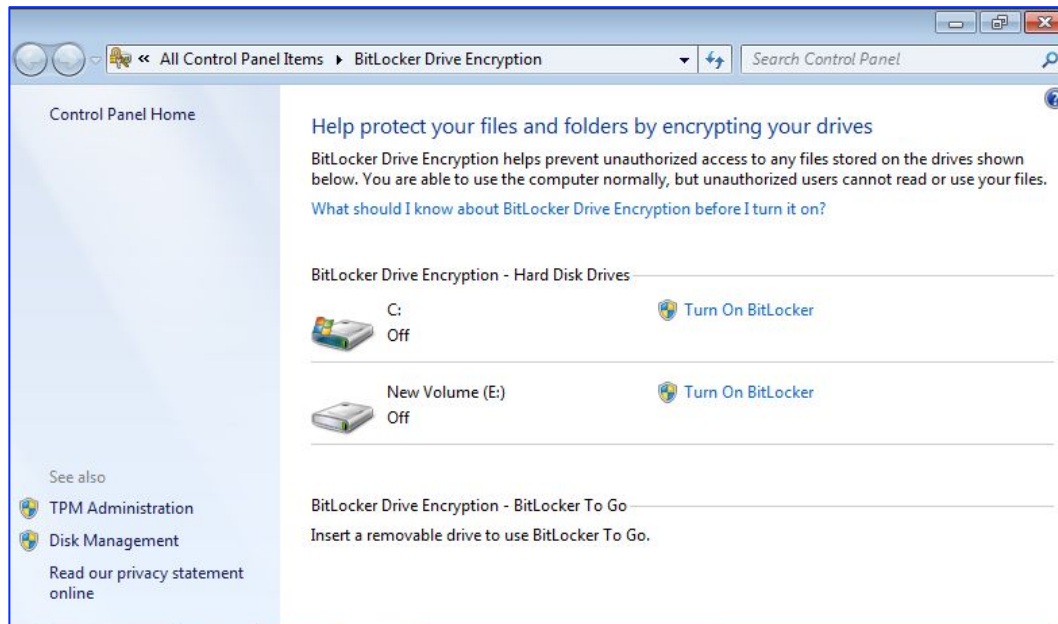 « All Control Panel Items ▸ BitLocker Drive Encryption
Search Control Panel
Control Panel Home
Help protect your files and folders by encrypting your drives
BitLocker Drive Encryption helps prevent unauthorized access to any files stored on the drives shown
below. You are able to use the computer normally, but unauthorized users cannot read or use your files.
What should I know about BitLocker Drive Encryption before I turn it on?
BitLocker Drive Encryption - Hard Disk Drives
C:
Off
Turn On BitLocker
New Volume (E:)
Off
Turn On BitLocker
BitLocker Drive Encryption - BitLocker To Go
Insert a removable drive to use BitLocker To Go.
See also
TPM Administration
Disk Management
Read our privacy statement
online